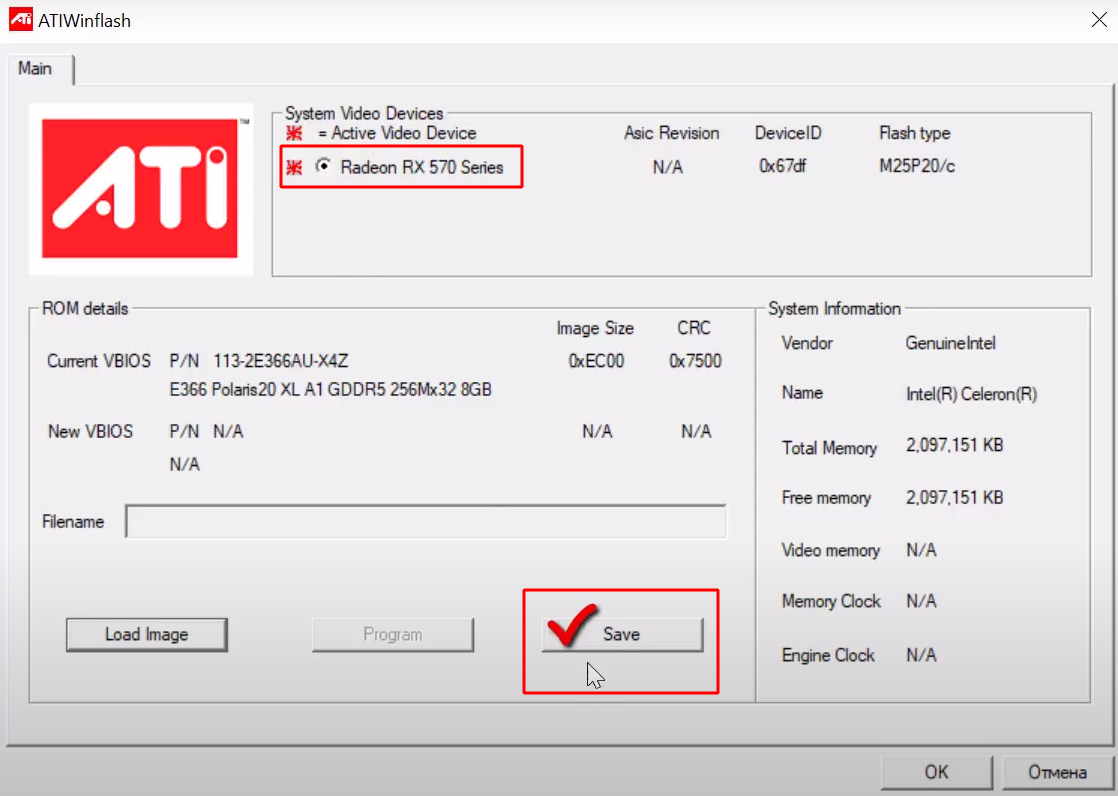 ATi ATIWinflash
Main
ATi™
System Video Devices
= Active Video Device Asic Revision DeviceID Flash type
Radeon RX 570 Series N/A 0x67df M25P20/c
ROM details
Image Size CRC
Current VBIOS P/N 113-2E366AU-X4Z 0xEC00 0x7500
E366 Polaris20 XL A1 GDDR5 256Mx32 8GB
New VBIOS P/N N/A N/A N/A
N/A
Filename
Load Image Program Save
System Information
Vendor GenuineIntel
Name Intel(R) Celeron(R)
Total Memory 2,097,151 KB
Free memory 2,097,151 KB
Video memory N/A
Memory Clock N/A
Engine Clock N/A
OK Отмена